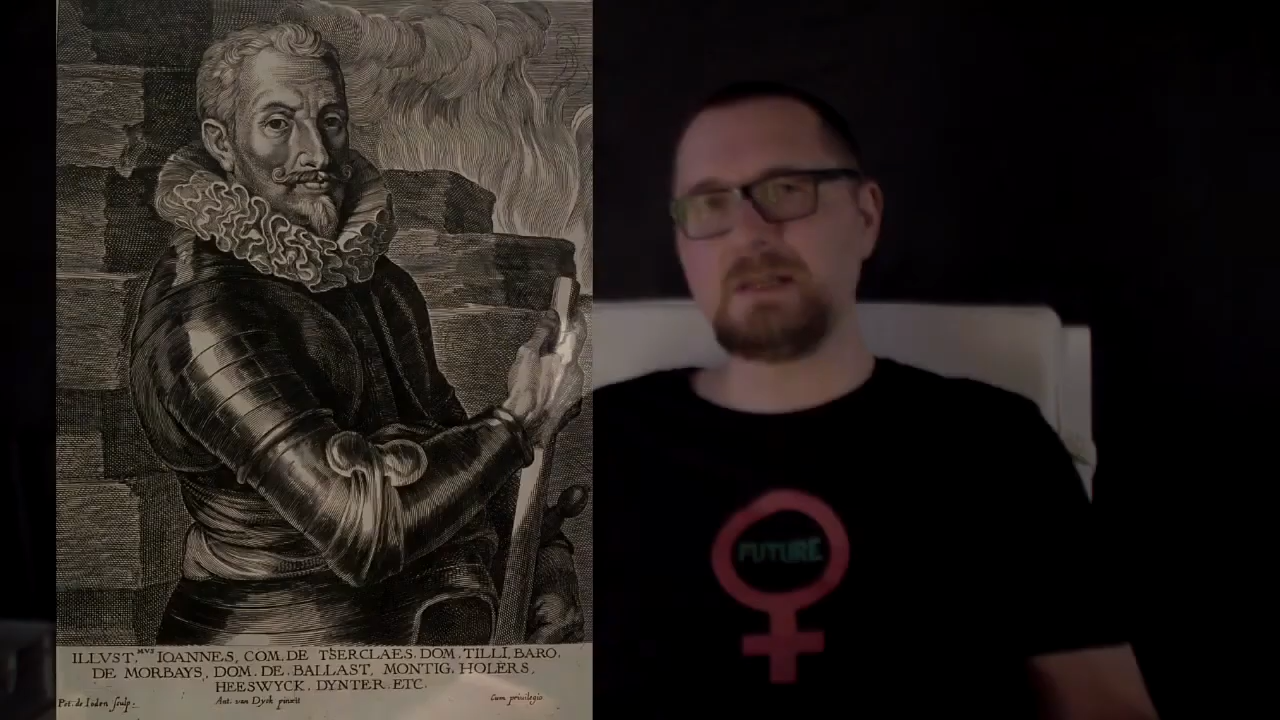 ILLVST.MVS IOANNES, COM. DE TSERCLAES. DOM. TILLI, BARO.
DE MORBAYS, DOM. DE. BALLAST, MONTIG. HOLERS,
HEESWYCK. DYNTER. ETC.
Pet. de Ioden sculp. Ant. van Dyck pinxit Cum privilegio
FUTURE